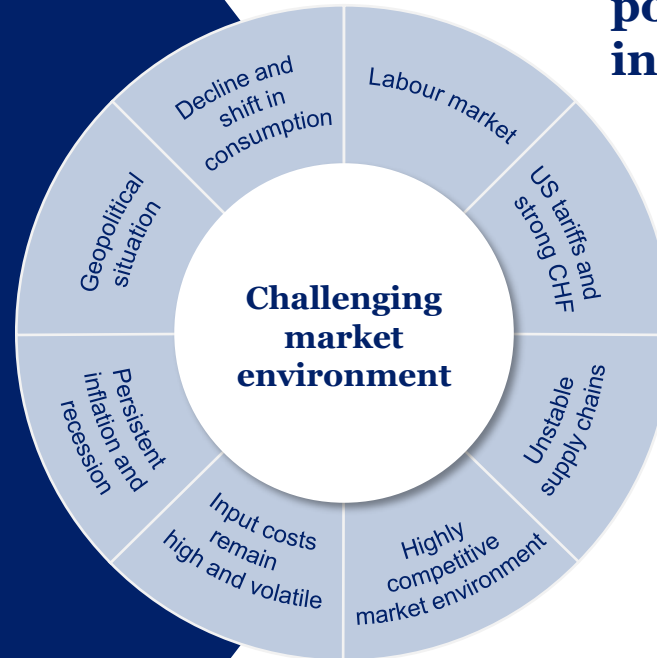 Challenging
market
environment
Labour market
US tariffs and
strong CHF
Unstable
supply chains
Highly
competitive
market environment
Input costs
remain
high and volatile
Persistent
inflation and
recession
Geopolitical
situation
Decline and
shift in
consumption